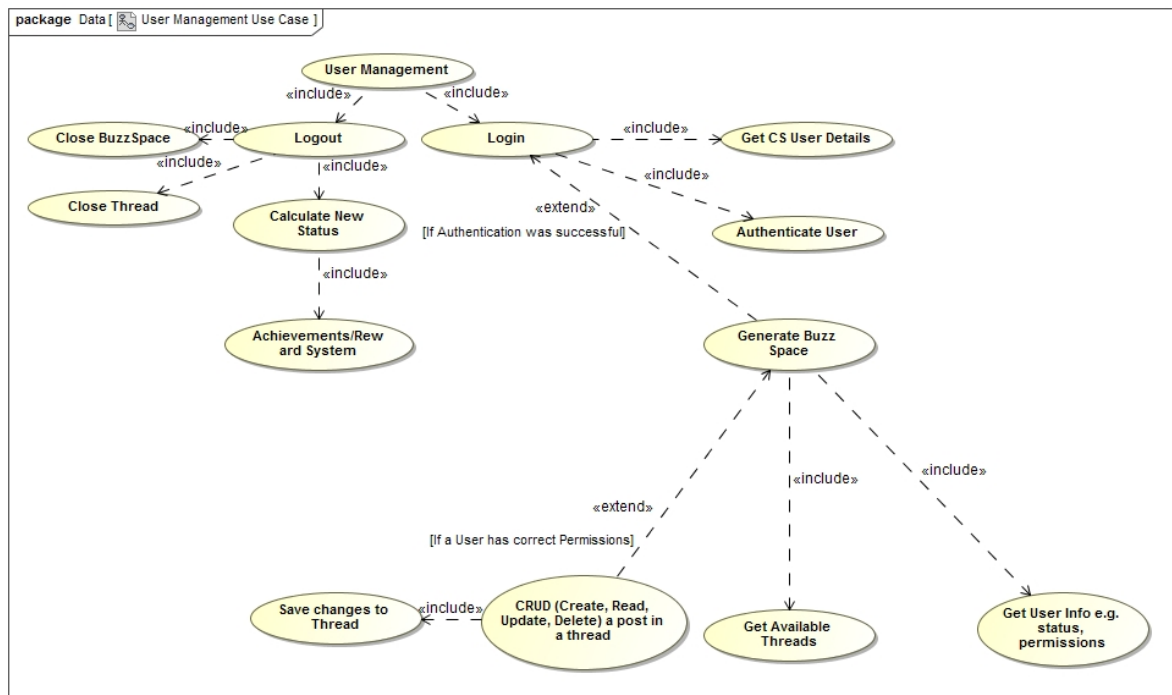 package Data [ User Management Use Case ]
User Management
«include»
«include»
Close BuzzSpace
«include»
Logout
Login
«include»
Get CS User Details
«include»
«include»
«include»
Close Thread
Calculate New
Status
«extend»
[If Authentication was successful]
Authenticate User
«include»
Achievements/Rew
ard System
Generate Buzz
Space
«include»
«include»
«extend»
[If a User has correct Permissions]
Save changes to
Thread
«include»
CRUD (Create, Read,
Update, Delete) a post in
a thread
Get Available
Threads
Get User Info e.g.
status,
permissions